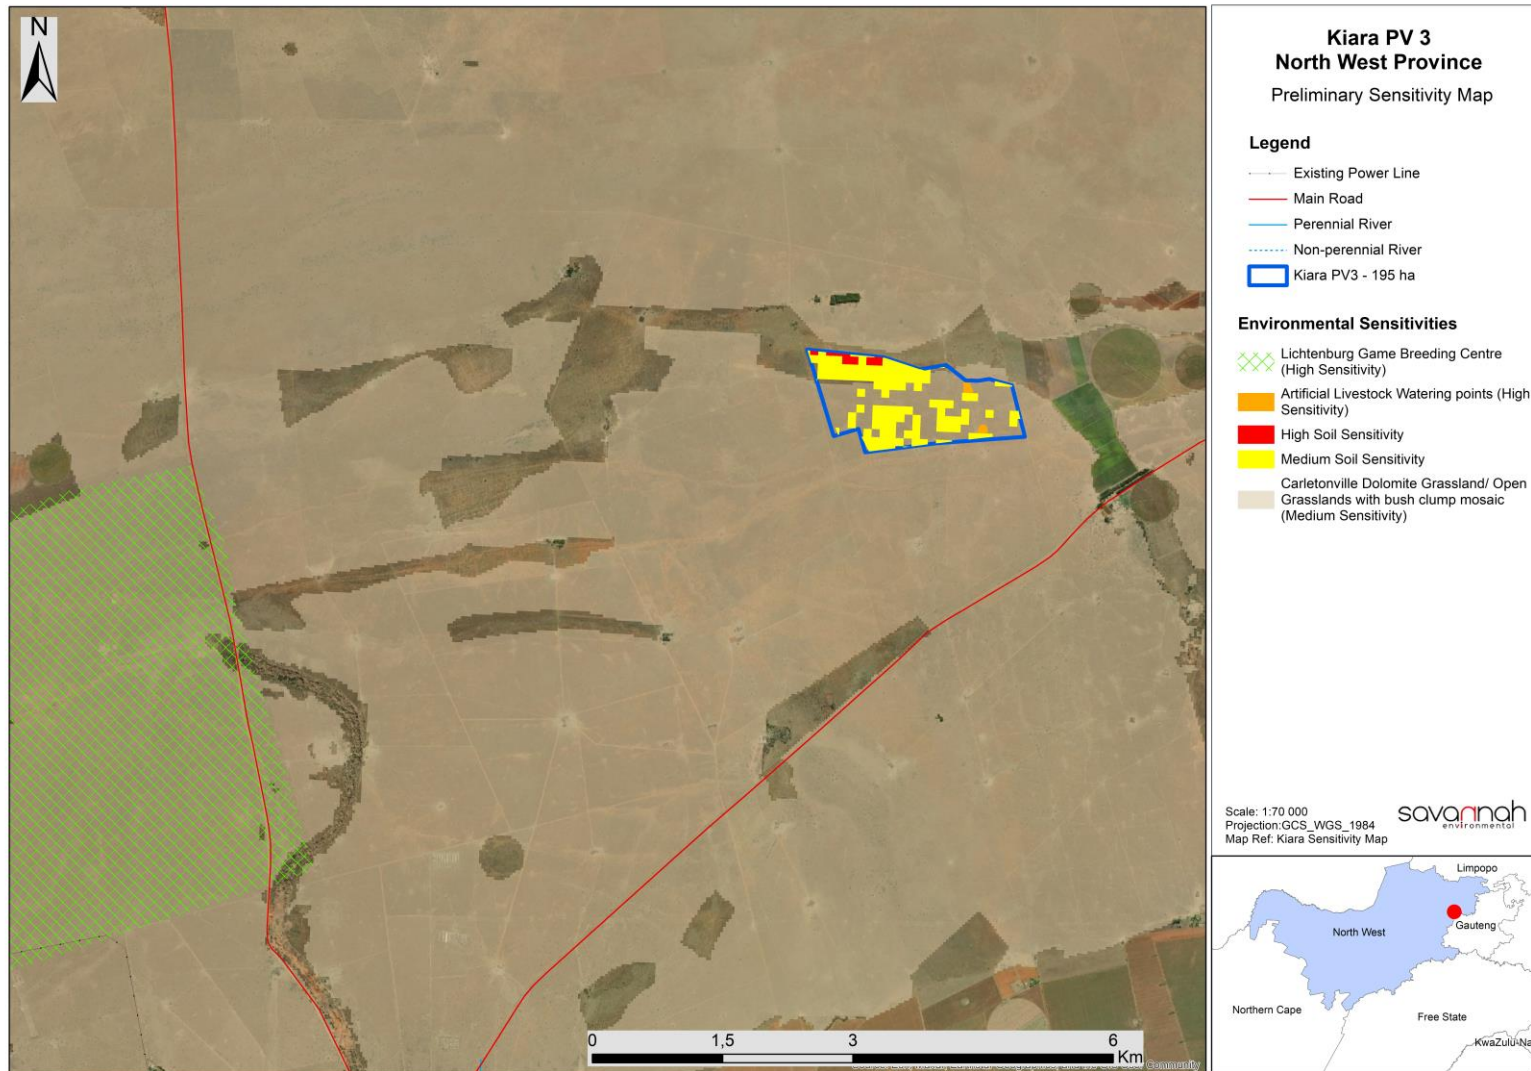 N
Kiara PV 3
North West Province
Preliminary Sensitivity Map
Legend
Existing Power Line
Main Road
Perennial River
Non-perennial River
Kiara PV3 - 195 ha
Environmental Sensitivities
Lichtenburg Game Breeding Centre
(High Sensitivity)
Artificial Livestock Watering points (High
Sensitivity)
High Soil Sensitivity
Medium Soil Sensitivity
Carletonville Dolomite Grassland/ Open
Grasslands with bush clump mosaic
(Medium Sensitivity)
Scale: 1:70 000
Projection:GCS_WGS_1984
Map Ref: Kiara Sensitivity Map
savannah
environmental
Limpopo
North West
Gauteng
Northern Cape
Free State
KwaZulu-Na
0 1,5 3 6
Km
Community